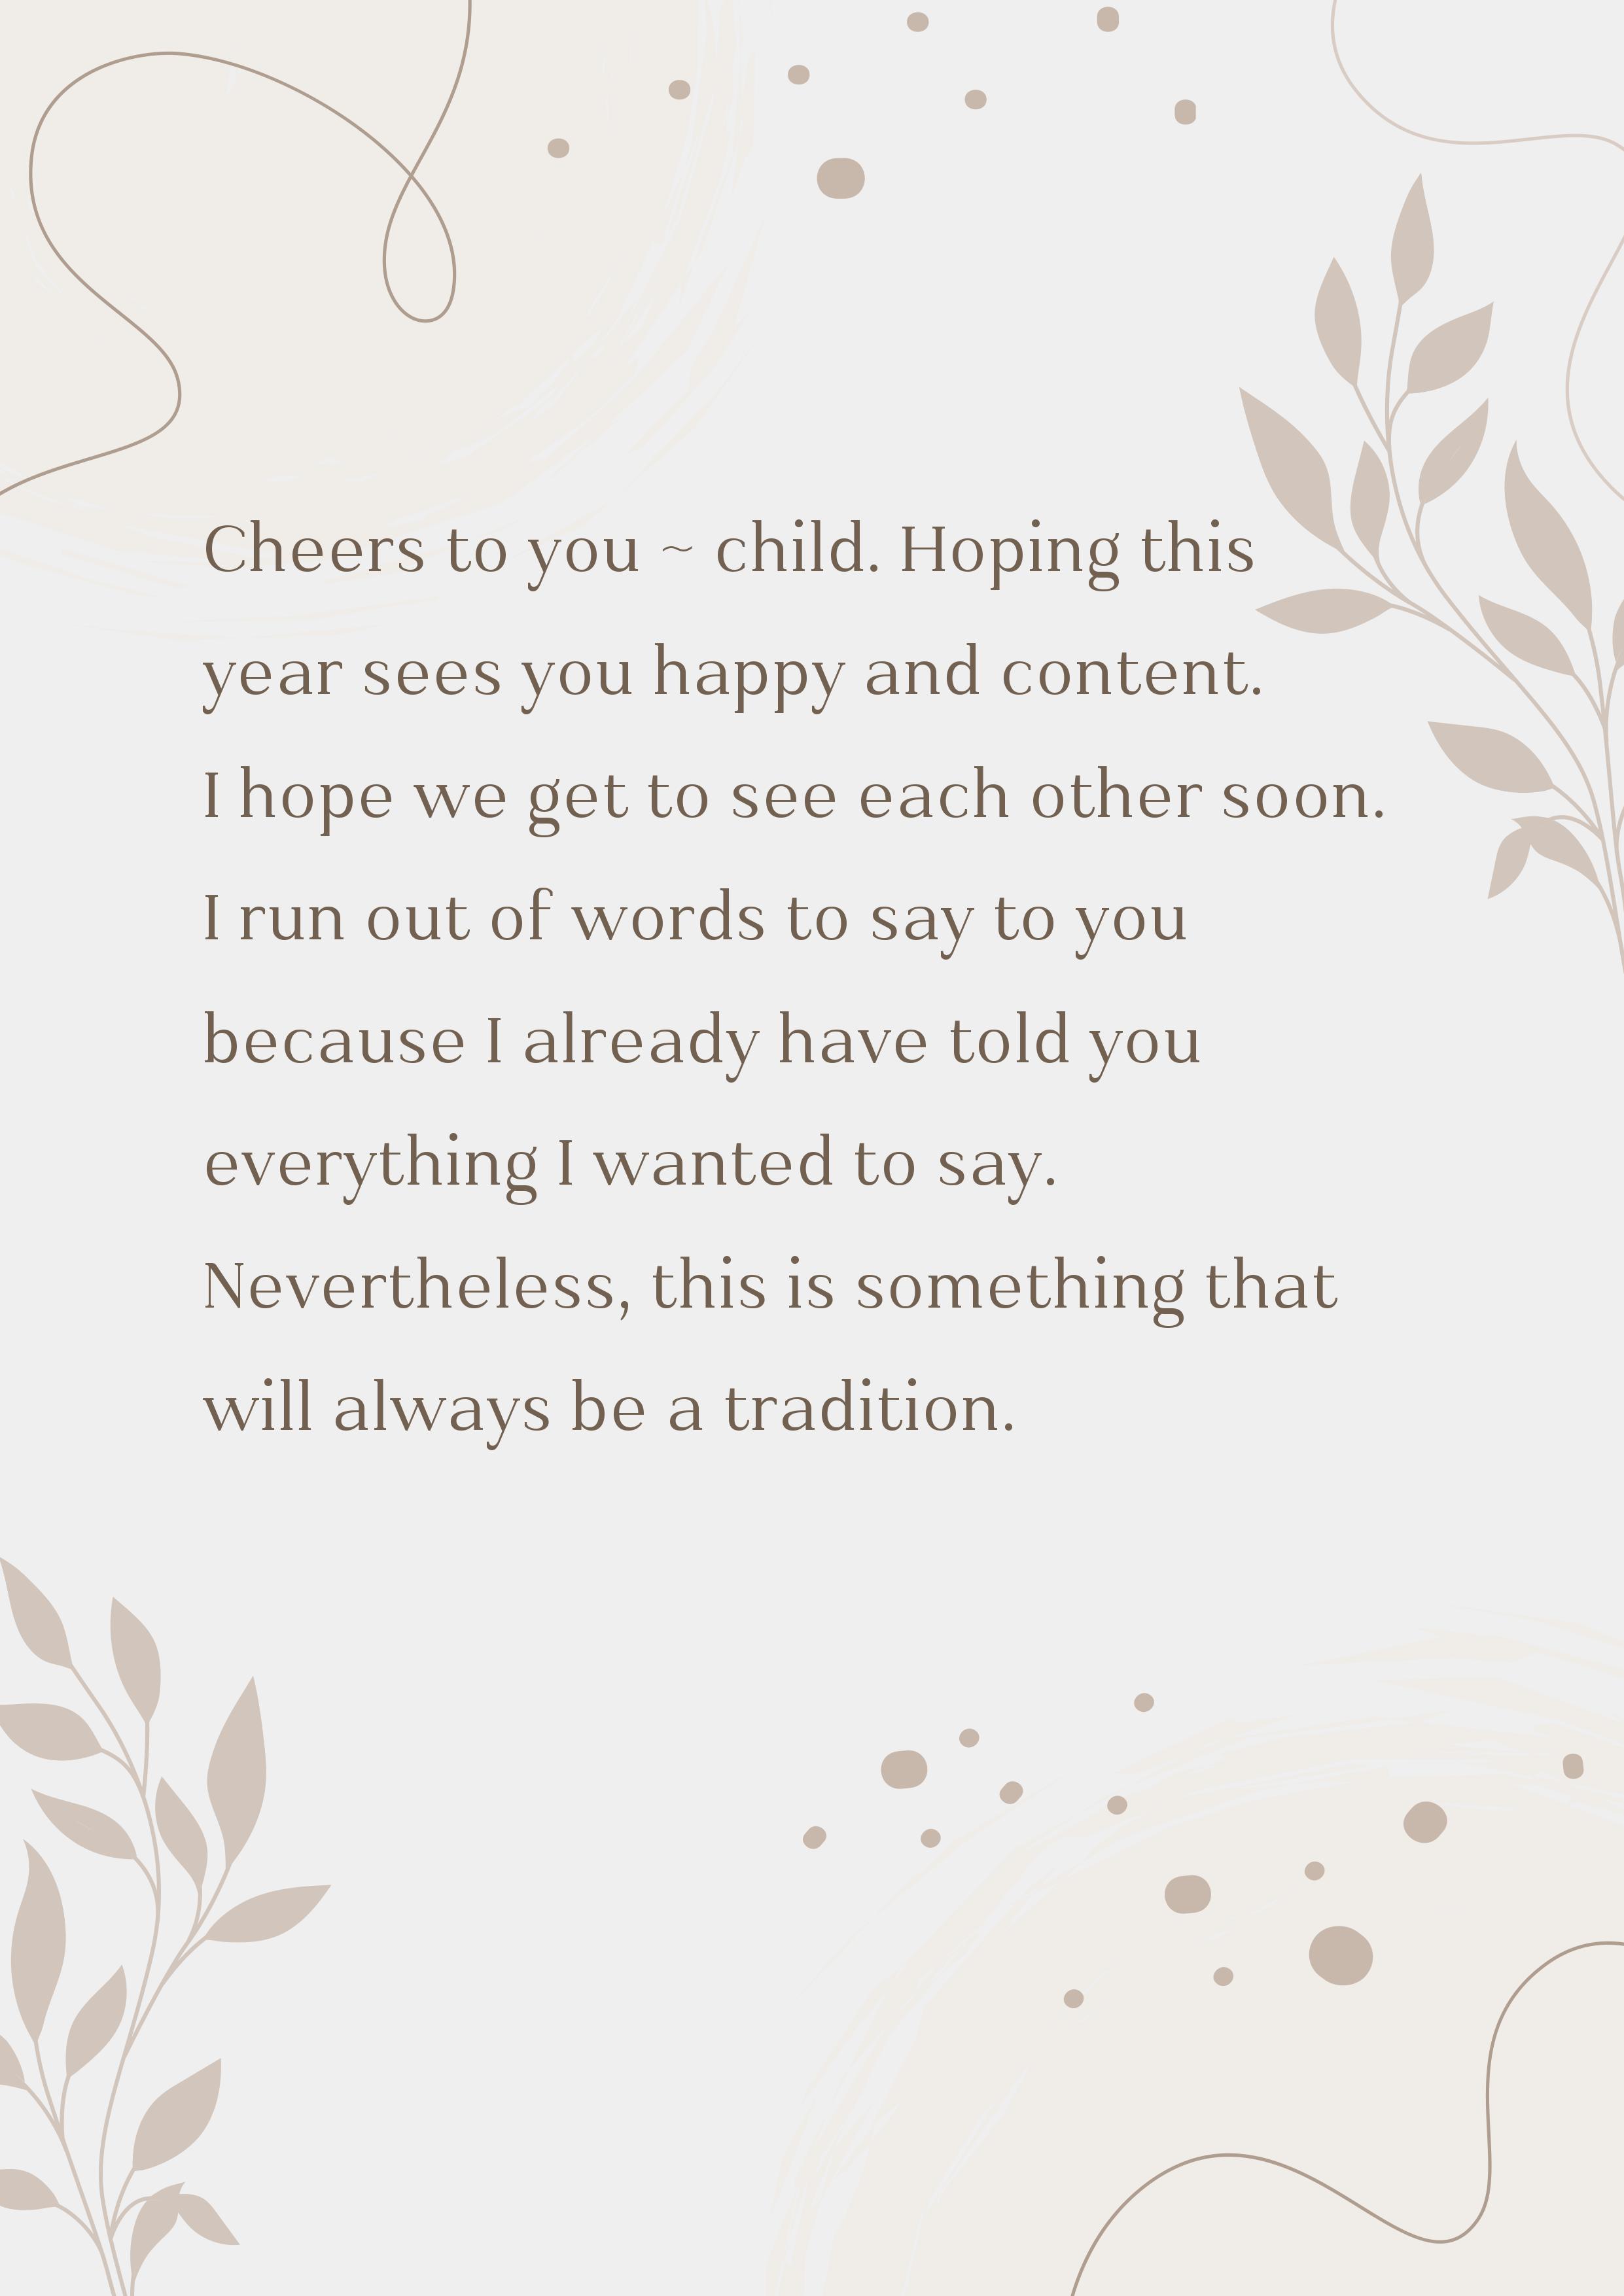 Cheers to you ~ child. Hoping this
year sees you happy and content.
I hope we get to see each other soon.
I run out of words to say to you
because I already have told you
everything I wanted to say.
Nevertheless, this is something that
will always be a tradition.